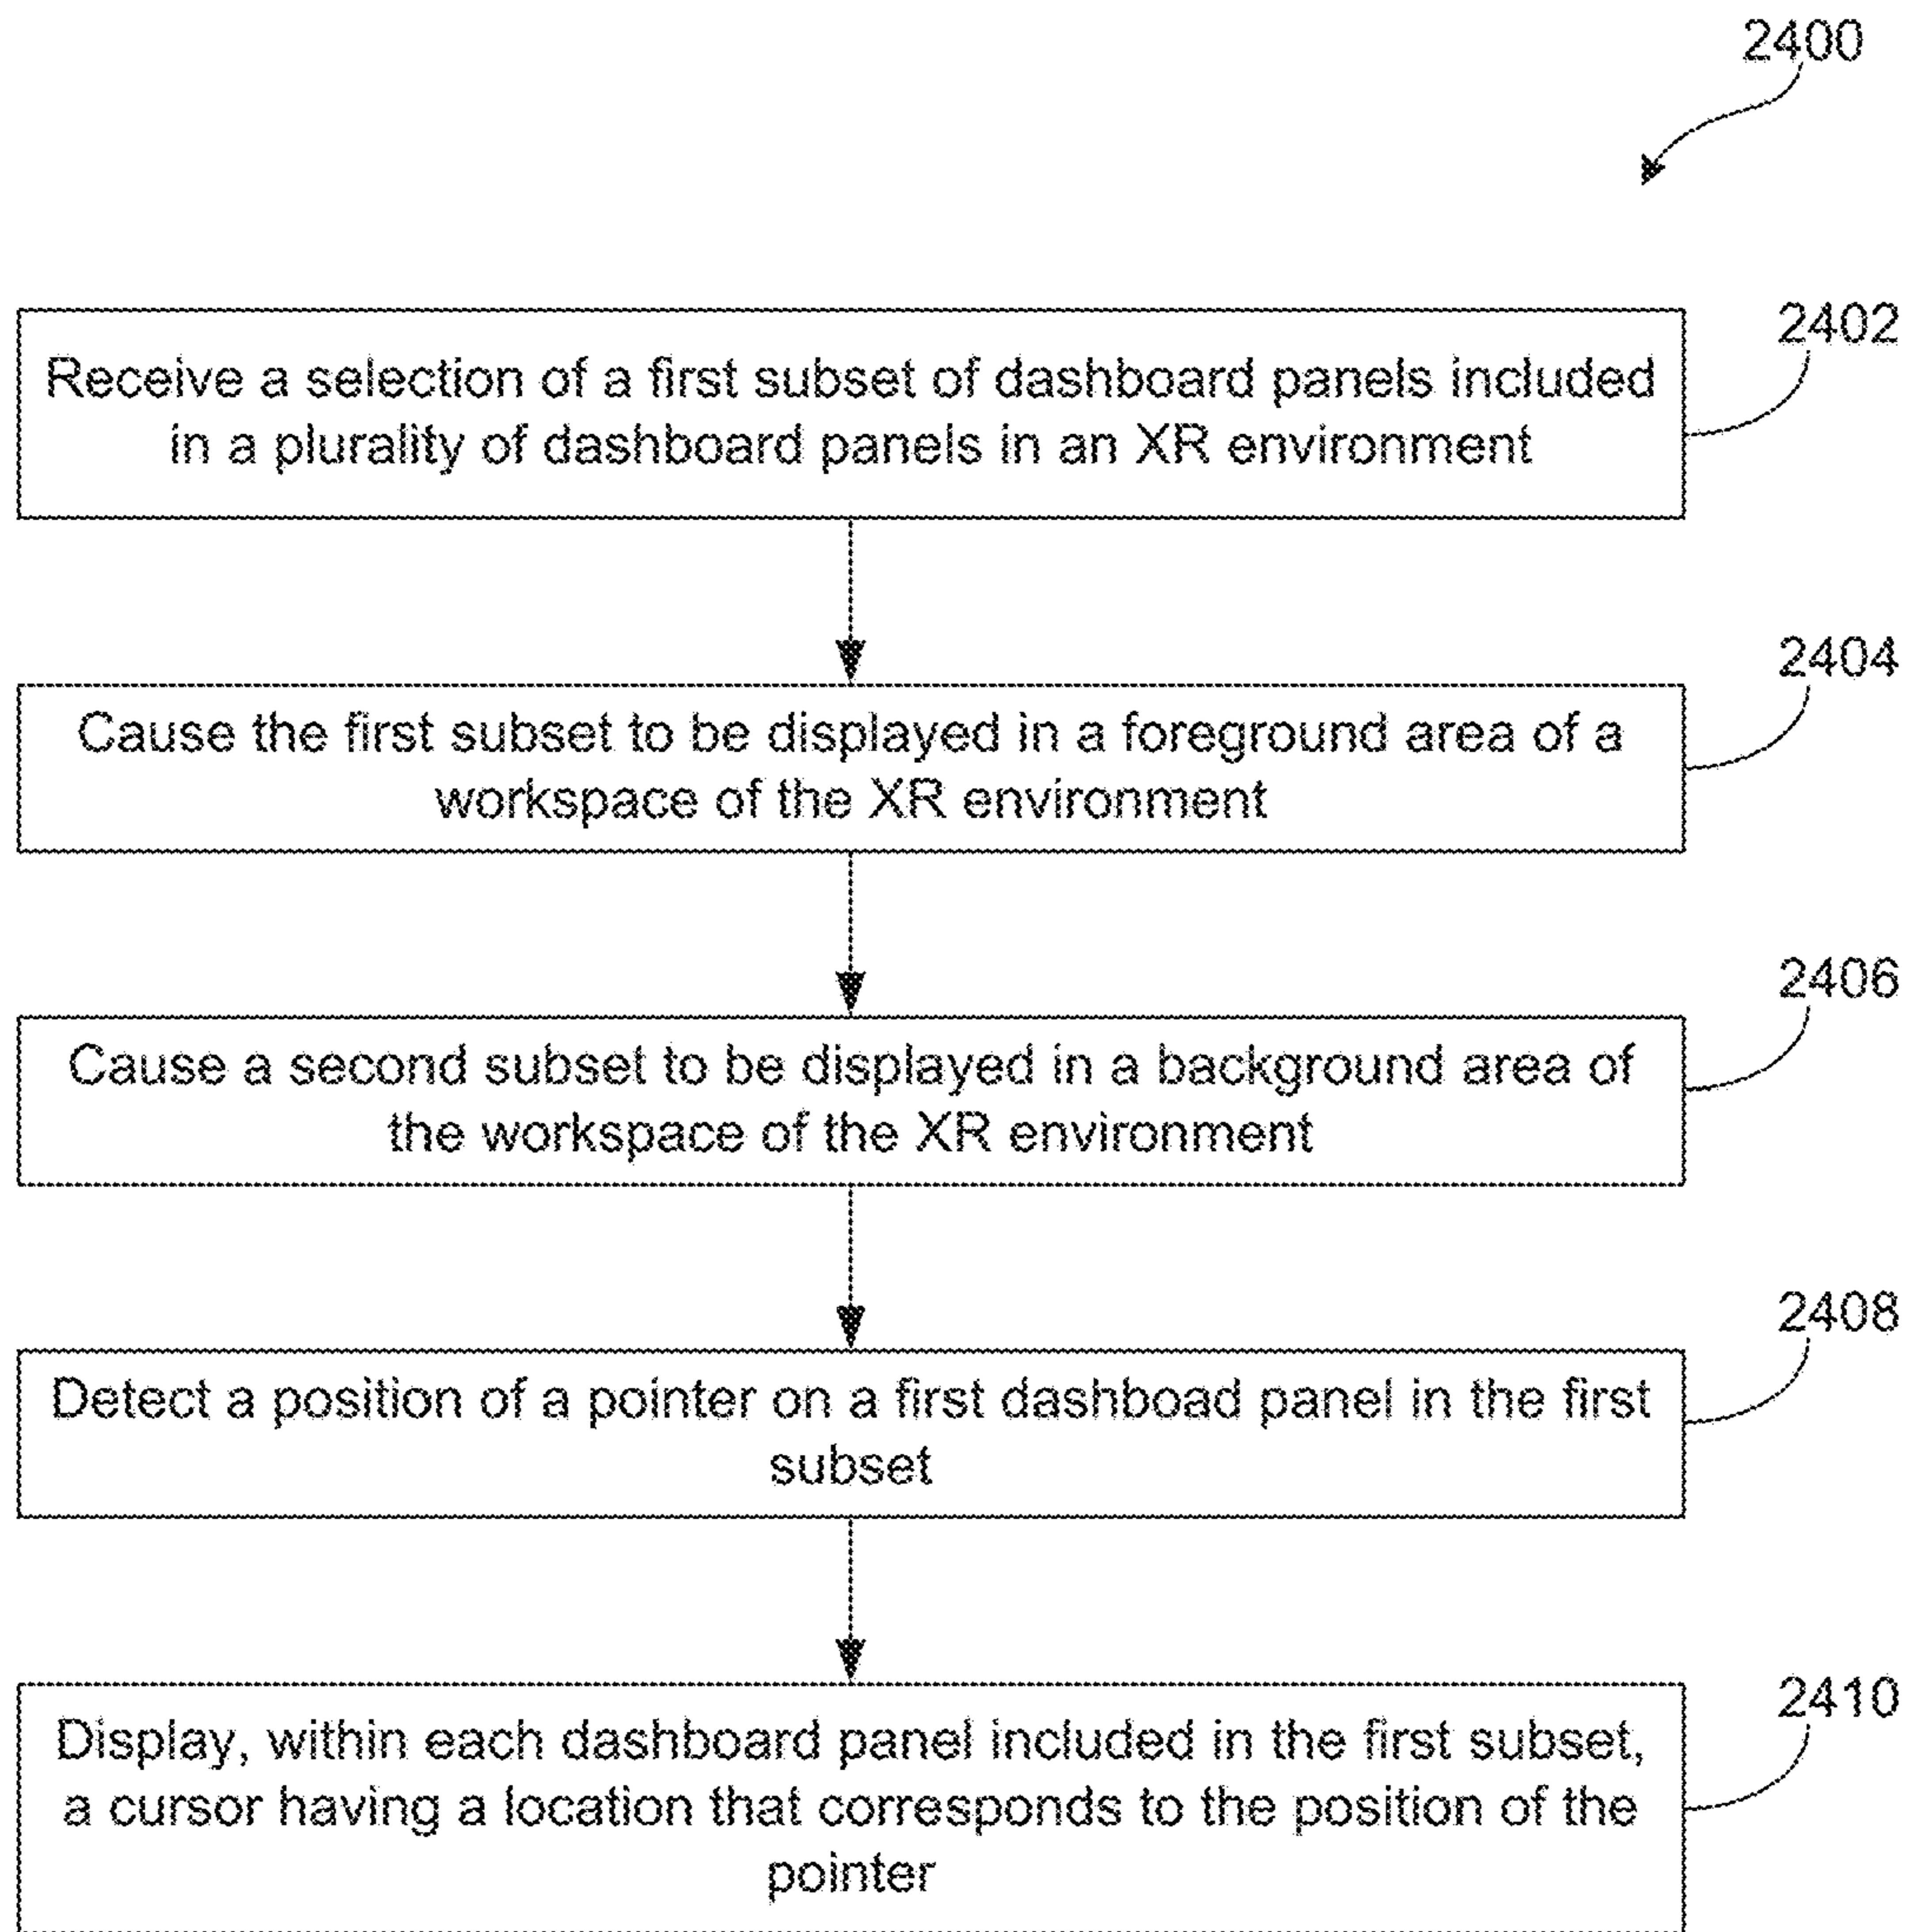 2400
2402
Receive a selection of a first subset of dashboard panels included
in a plurality of dashboard panels in an XR environment
2404
Cause the first subset to be displayed in a foreground area of a
workspace of the XR environment
2406
Cause a second subset to be displayed in a background area of
the workspace of the XR environment
2408
Detect a position of a pointer on a first dashboad panel in the first
subset
2410
Display, within each dashboard panel included in the first subset,
a cursor having a location that corresponds to the position of the
pointer